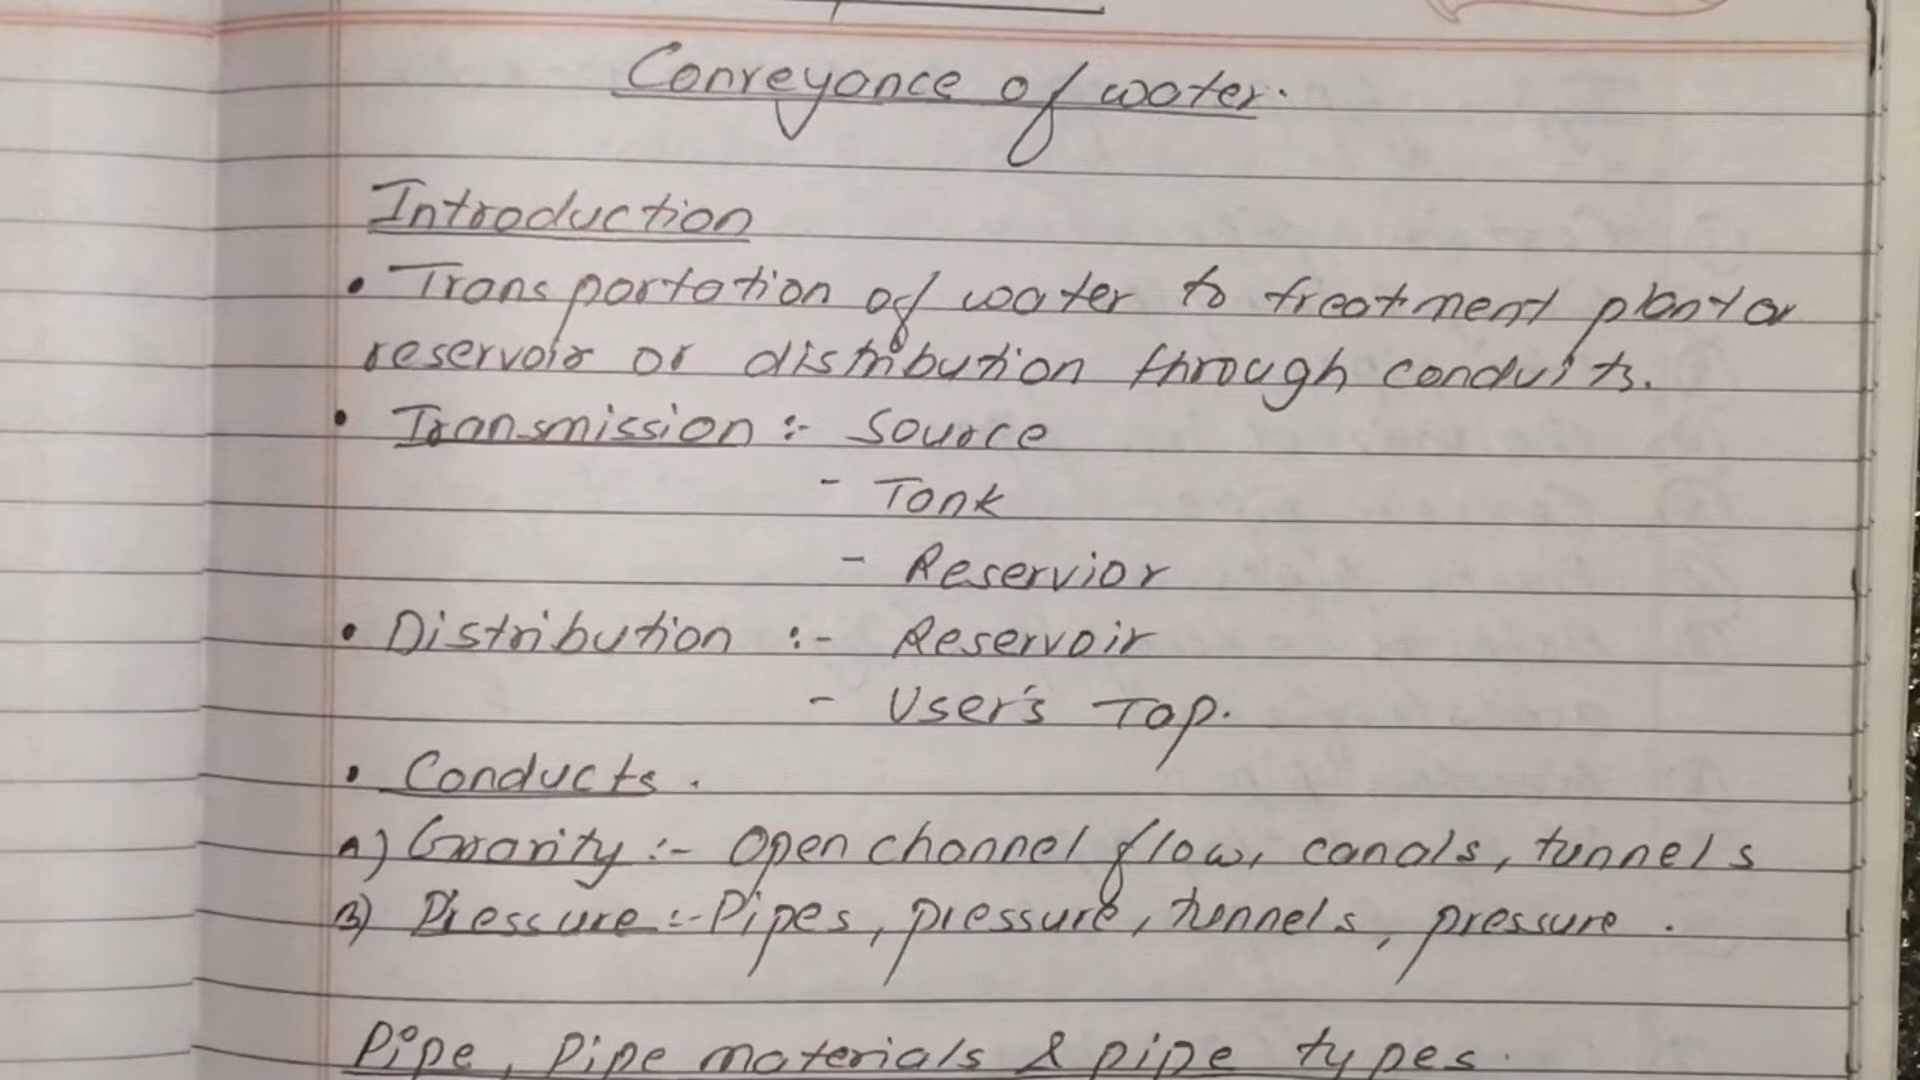 Conveyance of water.
Introduction
• Transportation of water to treatment plant or
reservoir or distribution through conduits.
• Transmission :- Source
- Tank
- Reservior
• Distribution :- Reservoir
- User's Tap.
• Conducts.
A) Gravity :- Open channel flow, canals, tunnels
B) Pressure :- Pipes, pressure, tunnels, pressure.
Pipe, Pipe materials & pipe types.